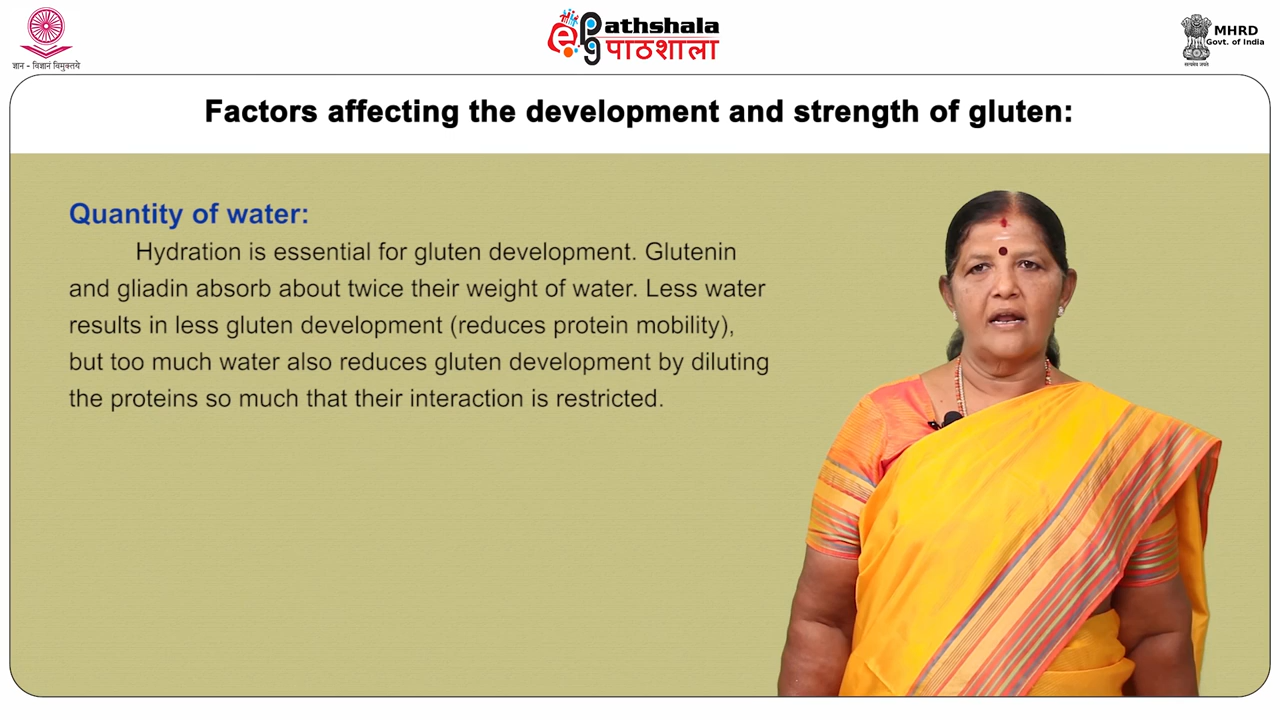 ज्ञान - विज्ञानं विमुक्तये
ePathshala
पाठशाला
MHRD
Govt. of India
सत्यमेव जयते
Factors affecting the development and strength of gluten:
Quantity of water:
Hydration is essential for gluten development. Glutenin
and gliadin absorb about twice their weight of water. Less water
results in less gluten development (reduces protein mobility),
but too much water also reduces gluten development by diluting
the proteins so much that their interaction is restricted.